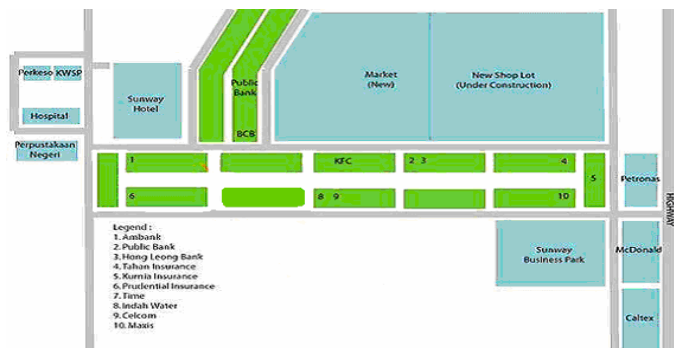 Perkeso KWSP
Hospital
Perpustakaan
Negeri
Sunway
Hotel
Public
Bank
BCB
Market
(New)
New Shop Lot
(Under Construction)
1
KFC
2 3
4
5
6
8 9
10
Petronas
HIGHWAY
McDonald
Caltex
Sunway
Business Park
Legend :
1. Ambank
2. Public Bank
3. Hong Leong Bank
4. Tahan Insurance
5. Kurnia Insurance
6. Prudential Insurance
7. Time
8. Indah Water
9. Celcom
10. Maxis